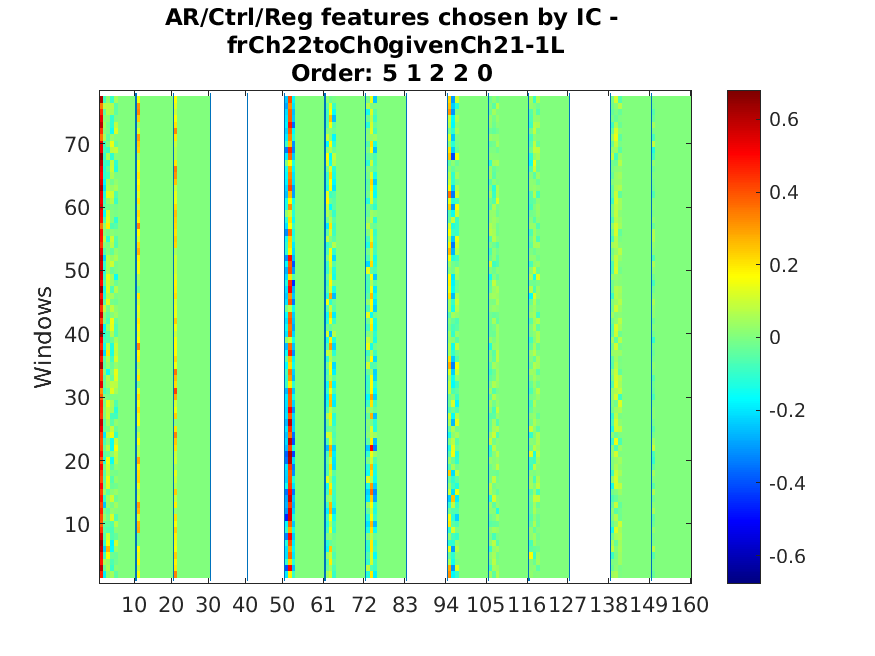 AR/Ctrl/Reg features chosen by IC -
frCh22toCh0givenCh21-1L
Order: 5 1 2 2 0
Windows
70
60
50
40
30
20
10
10 20 30 40 50 61 72 83 94 105 116 127 138 149 160
0.6
0.4
0.2
0
-0.2
-0.4
-0.6